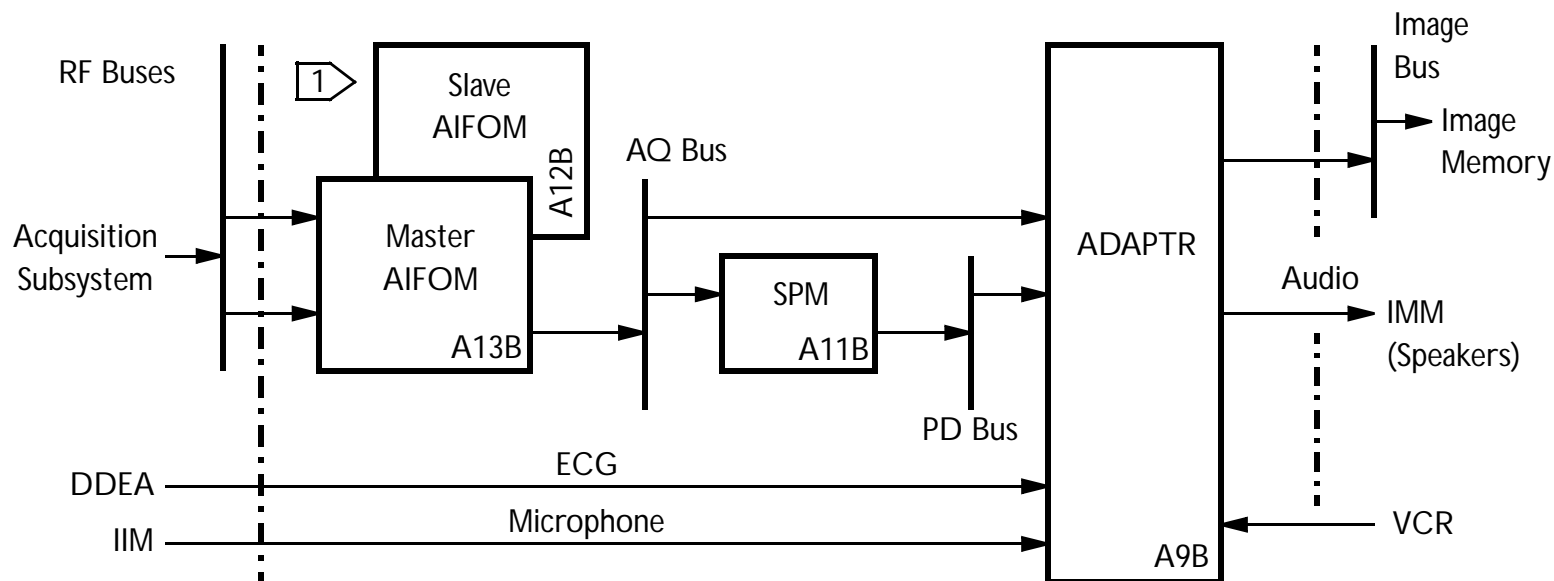 RF Buses
1
Slave
AIFOM
A12B
Image
Bus
Image
Memory
AQ Bus
Acquisition
Subsystem
Master
AIFOM
A13B
SPM
A11B
ADAPTR
Audio
IMM
(Speakers)
PD Bus
ECG
DDEA
Microphone
IIM
VCR
A9B